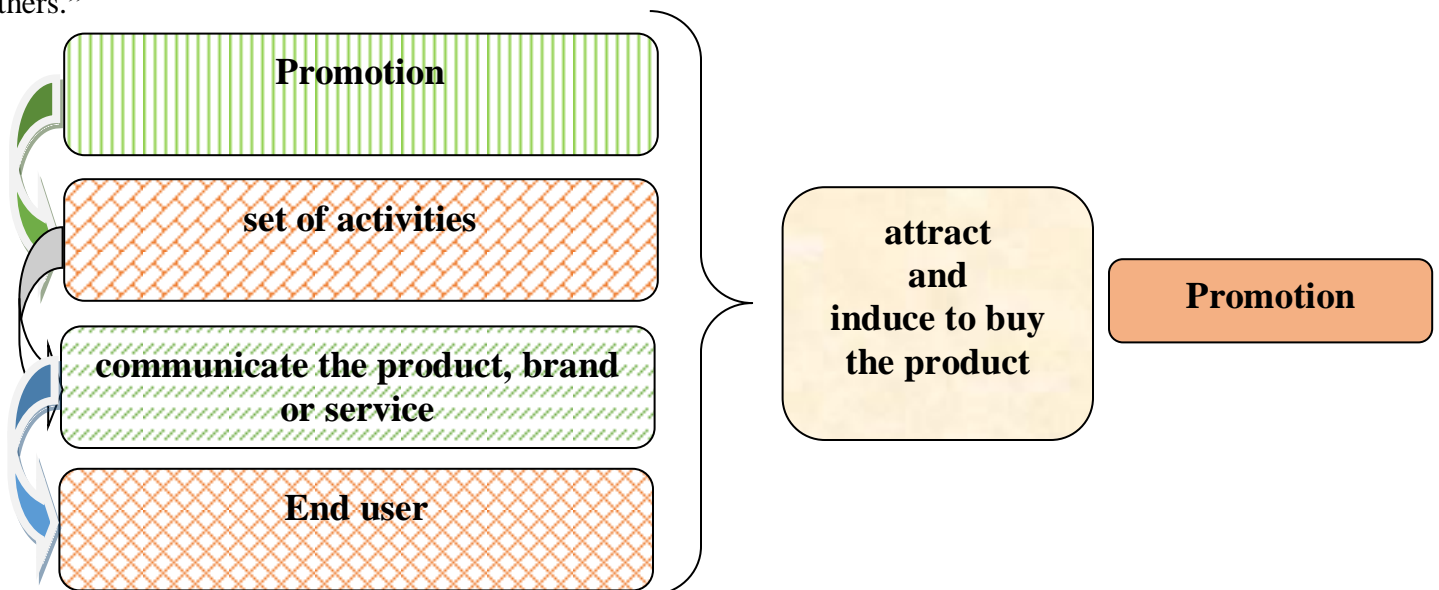 Promotion
set of activities
communicate the product, brand
or service
End user
attract
and
induce to buy
the product
Promotion